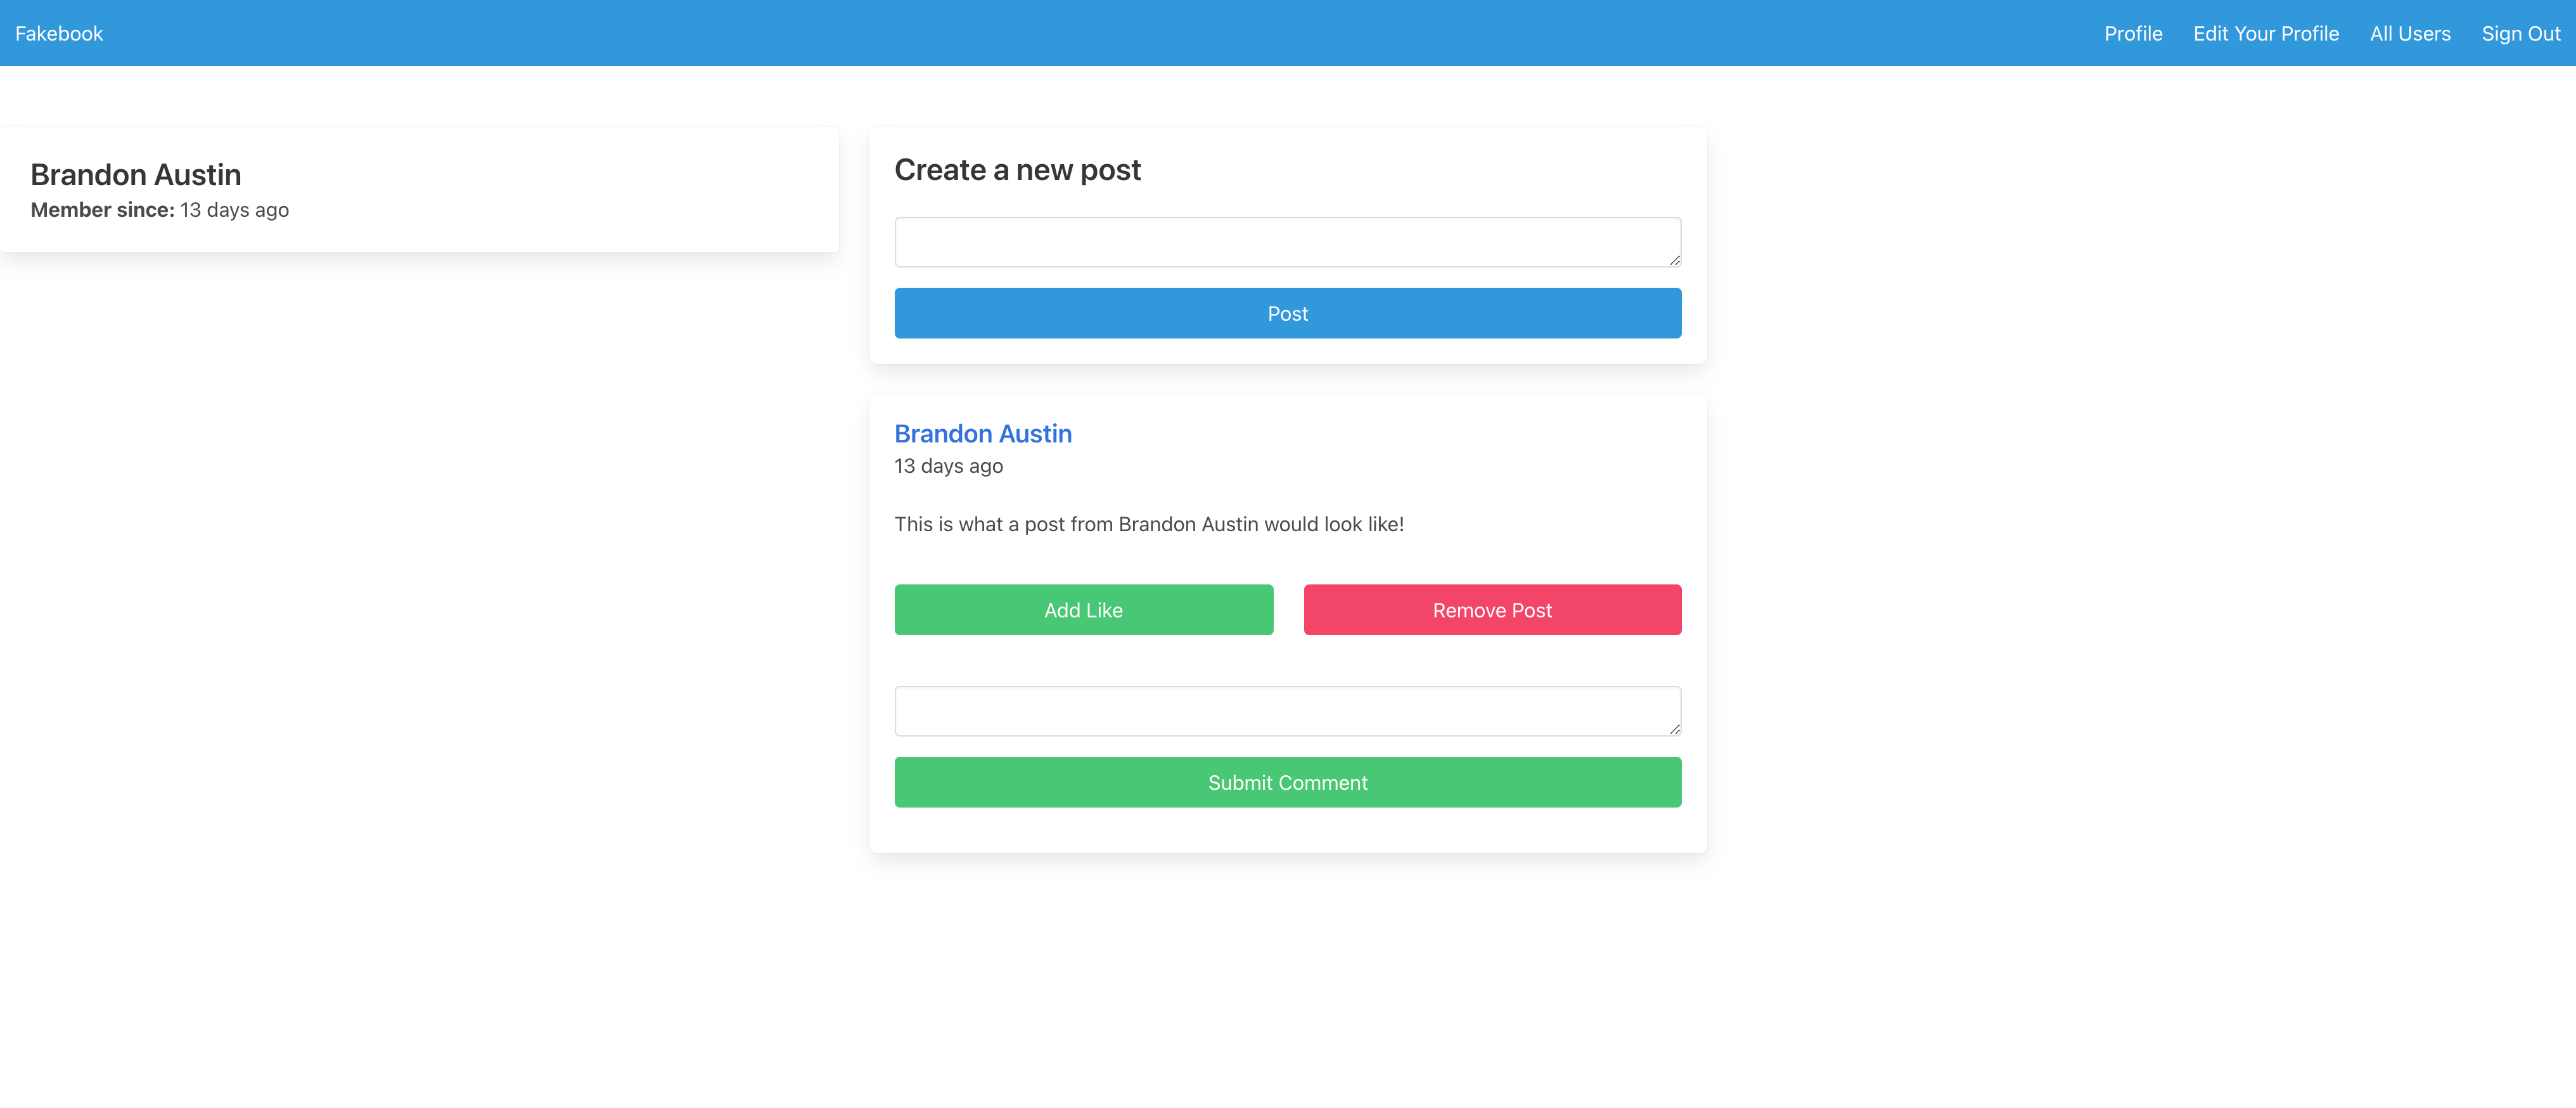 Fakebook
Profile
Edit Your Profile
All Users
Sign Out
Brandon Austin
Member since: 13 days ago
Create a new post
Post
Brandon Austin
13 days ago
This is what a post from Brandon Austin would look like!
Add Like
Remove Post
Submit Comment